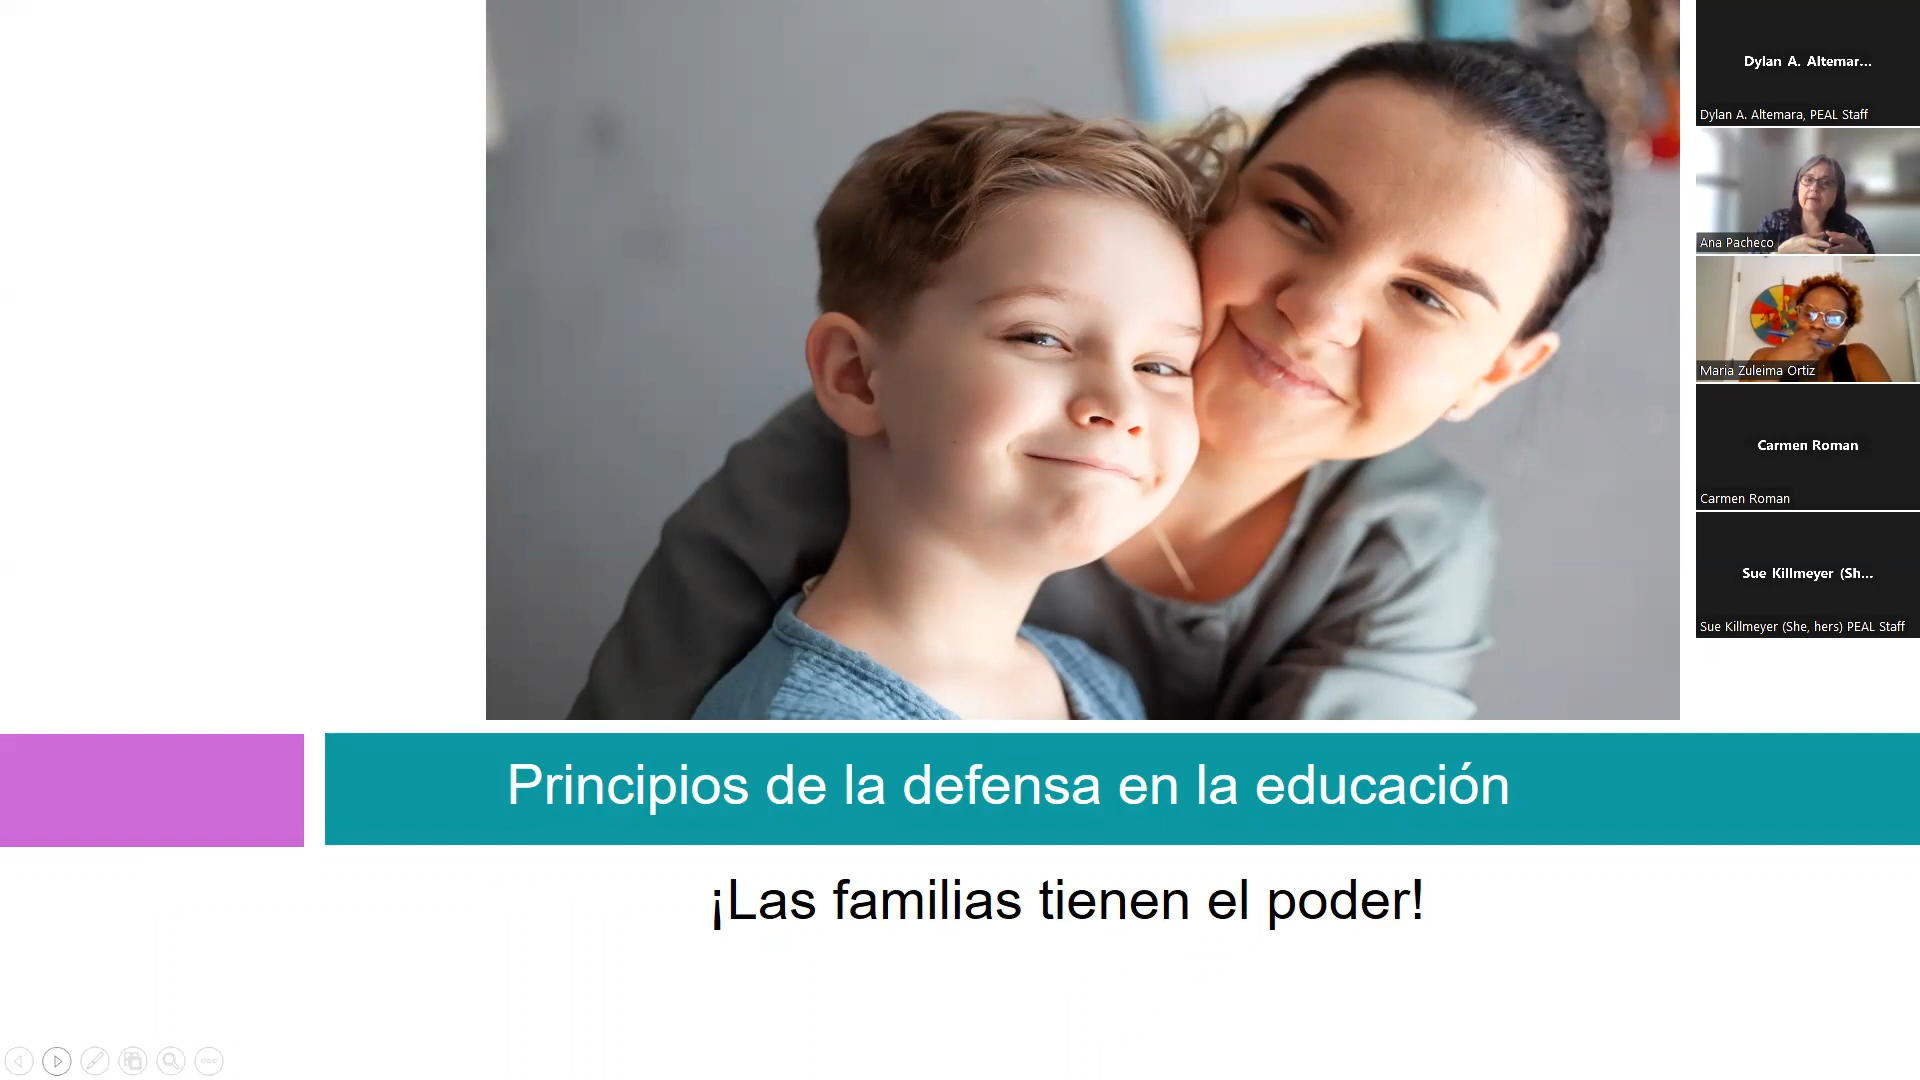 Dylan A. Altemar...
Dylan A. Altemara, PEAL Staff
Ana Pacheco
Maria Zuleima Ortiz
Carmen Roman
Carmen Roman
Sue Killmeyer (Sh...
Sue Killmeyer (She, hers) PEAL Staff
Principios de la defensa en la educación
¡Las familias tienen el poder!